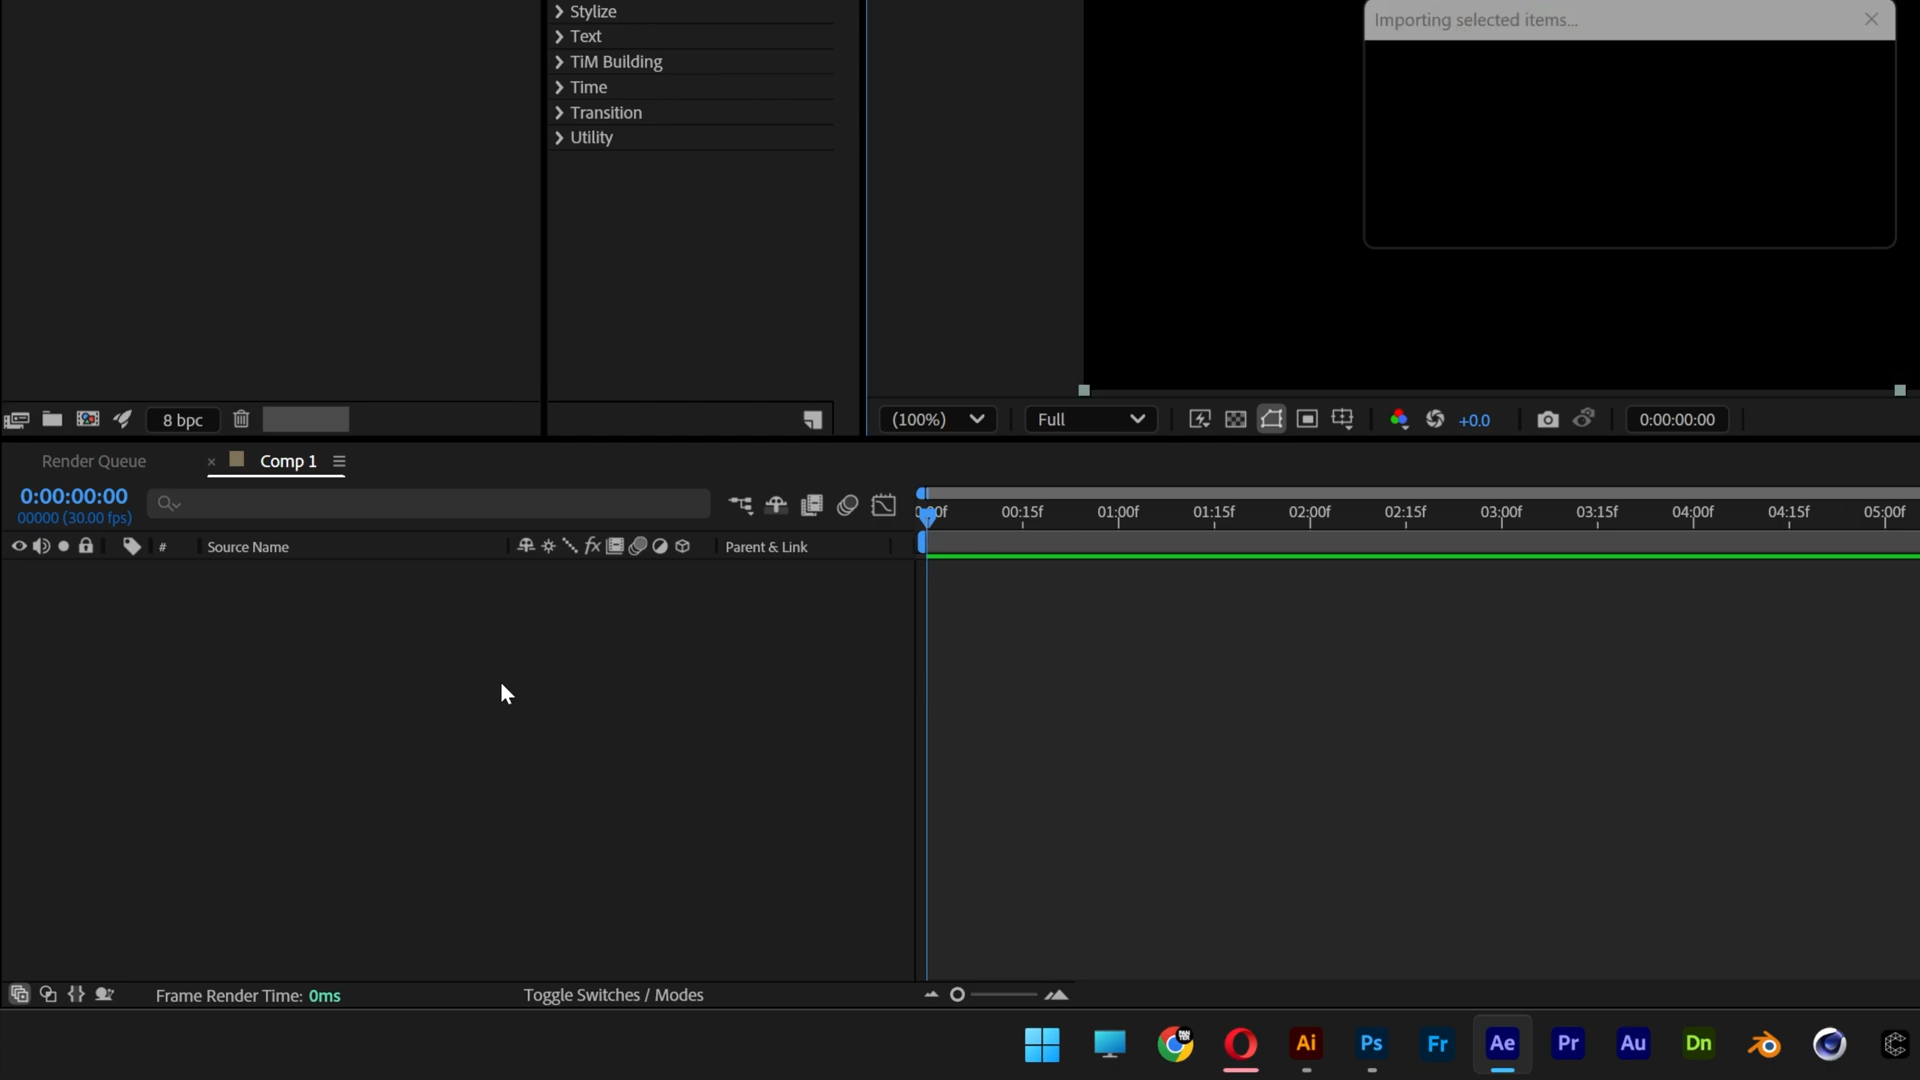 Stylize
Text
TiM Building
Time
Transition
Utility
Importing selected items...
8 bpc
(100%)
Full
+0.0
0:00:00:00
Render Queue
Comp 1
0:00:00:00
00000 (30.00 fps)
00:15f
01:00f
01:15f
02:00f
02:15f
03:00f
03:15f
04:00f
04:15f
05:00f
#
Source Name
fx
Parent & Link
Frame Render Time: 0ms
Toggle Switches / Modes
Ai
Ps
Fr
Ae
Pr
Au
Dn